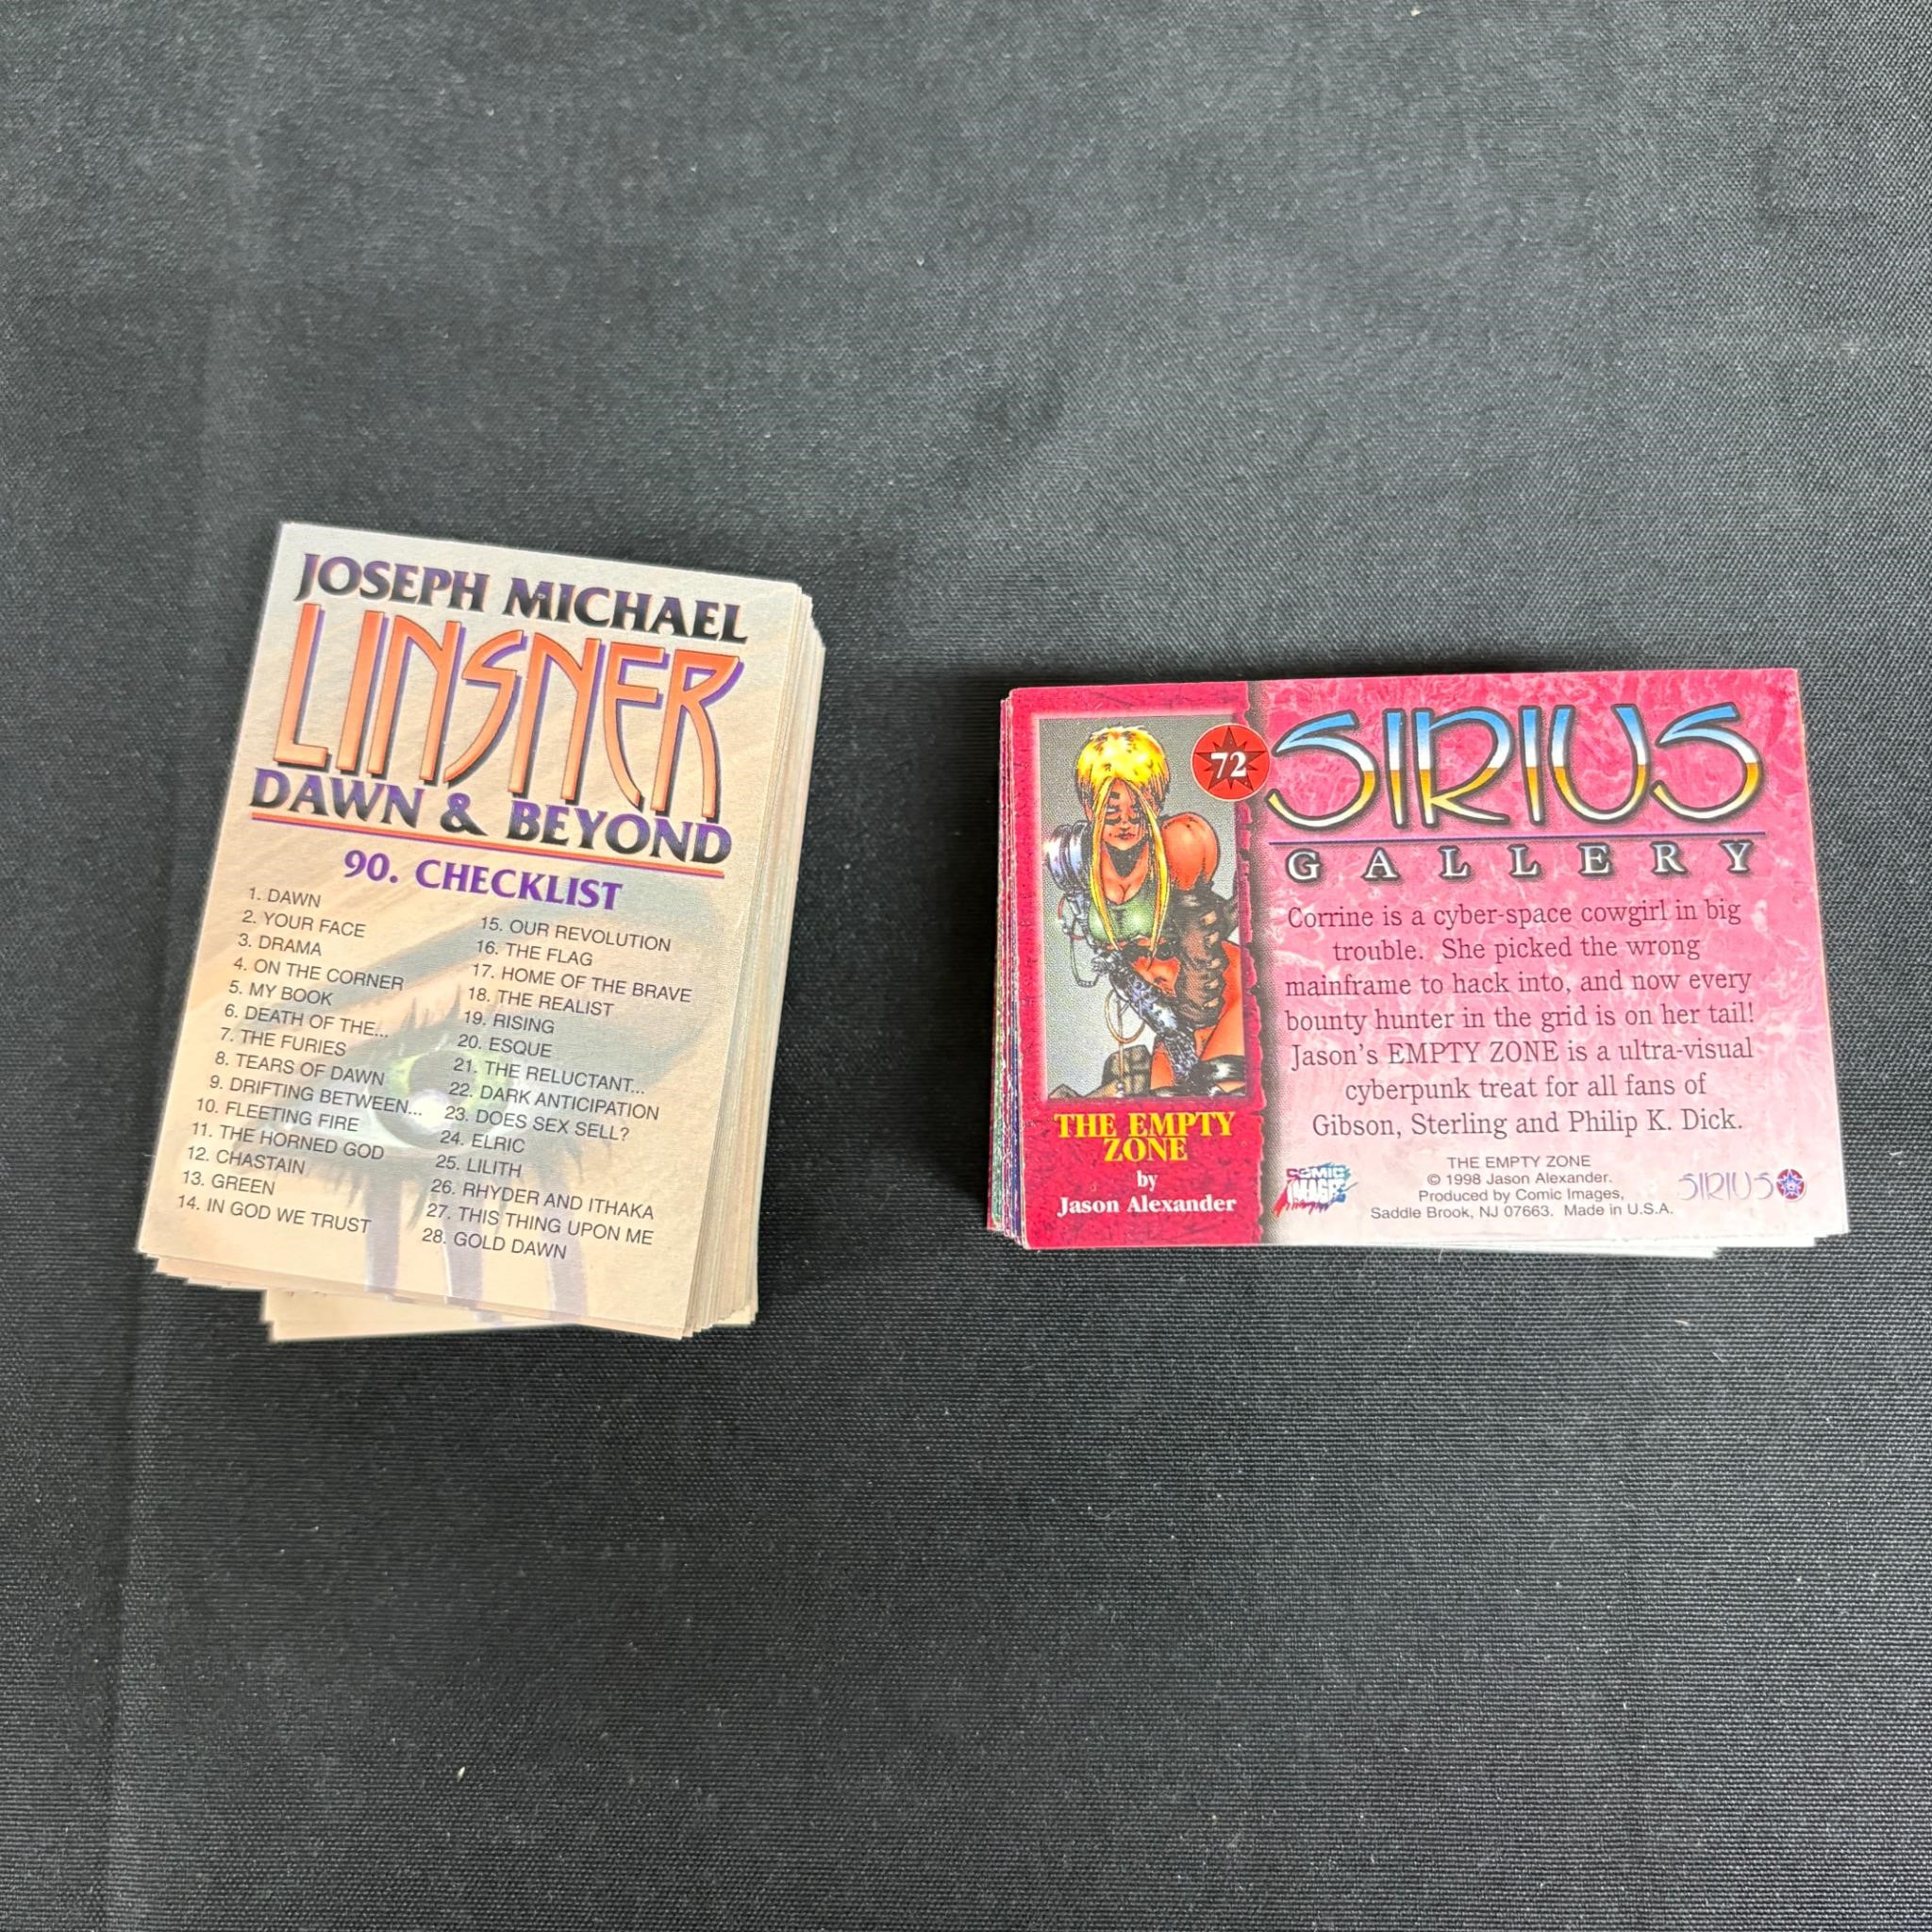 JOSEPH MICHAEL
LINSNER
DAWN & BEYOND
90. CHECKLIST
1. DAWN
2. YOUR FACE
3. DRAMA
4. ON THE CORNER
5. MY BOOK
6. DEATH OF THE...
7. THE FURIES
8. TEARS OF DAWN
9. DRIFTING BETWEEN...
10. FLEETING FIRE
11. THE HORNED GOD
12. CHASTAIN
13. GREEN
14. IN GOD WE TRUST
15. OUR REVOLUTION
16. THE FLAG
17. HOME OF THE BRAVE
18. THE REALIST
19. RISING
20. ESQUE
21. THE RELUCTANT...
22. DARK ANTICIPATION
23. DOES SEX SELL?
24. ELRIC
25. LILITH
26. RHYDER AND ITHAKA
27. THIS THING UPON ME
28. GOLD DAWN
72
SIRIUS
GALLERY
Corrine is a cyber-space cowgirl in big
trouble. She picked the wrong
mainframe to hack into, and now every
bounty hunter in the grid is on her tail!
Jason's EMPTY ZONE is a ultra-visual
cyberpunk treat for all fans of
Gibson, Sterling and Philip K. Dick.
THE EMPTY
ZONE
by
Jason Alexander
COMIC
IMAGES
THE EMPTY ZONE
© 1998 Jason Alexander.
Produced by Comic Images,
Saddle Brook, NJ 07663. Made in U.S.A.
SIRIUS